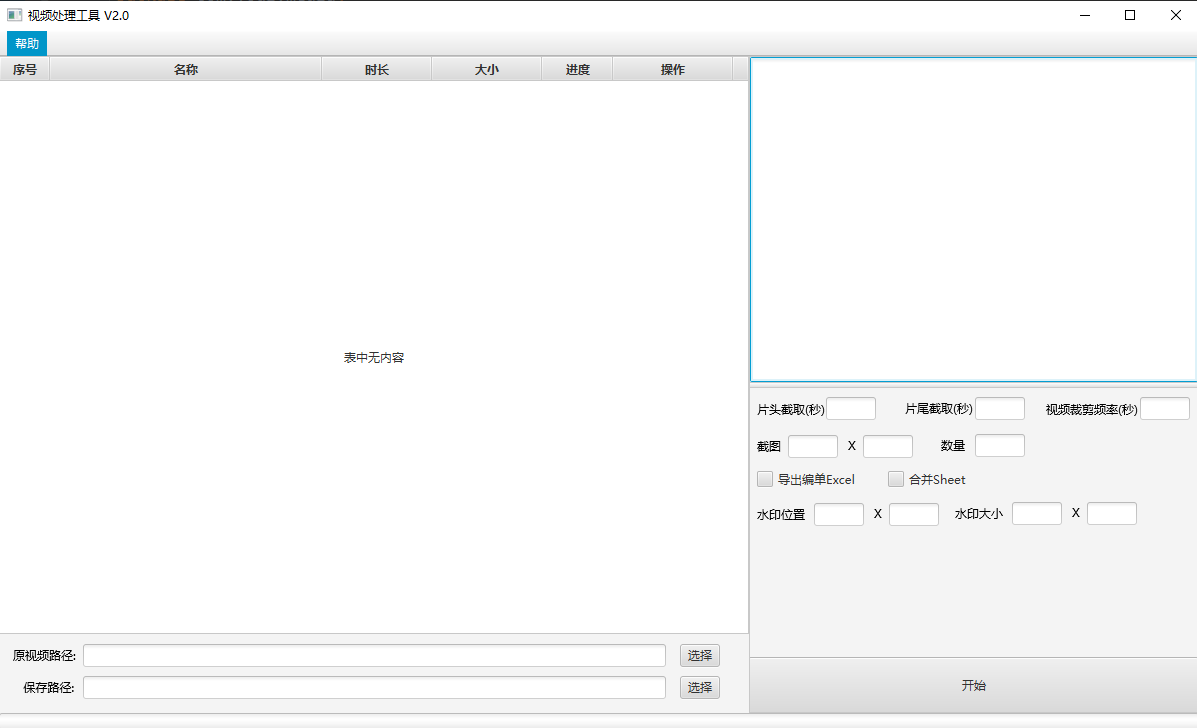 视频处理工具 V2.0
帮助
序号 名称 时长 大小 进度 操作
表中无内容
片头截取(秒) 片尾截取(秒) 视频裁剪频率(秒)
截图 X 数量
导出编单Excel 合并Sheet
水印位置 X 水印大小 X
原视频路径: 选择
保存路径: 选择
开始